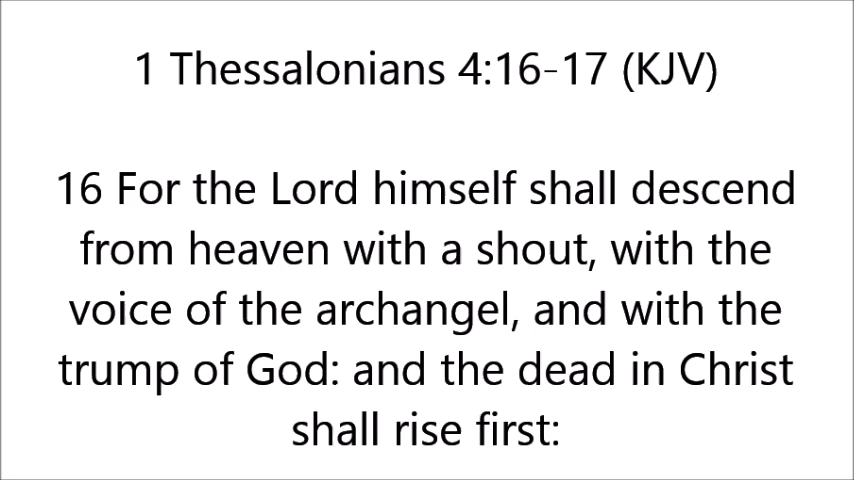 1 Thessalonians 4:16-17 (KJV)
16 For the Lord himself shall descend
from heaven with a shout, with the
voice of the archangel, and with the
trump of God: and the dead in Christ
shall rise first: